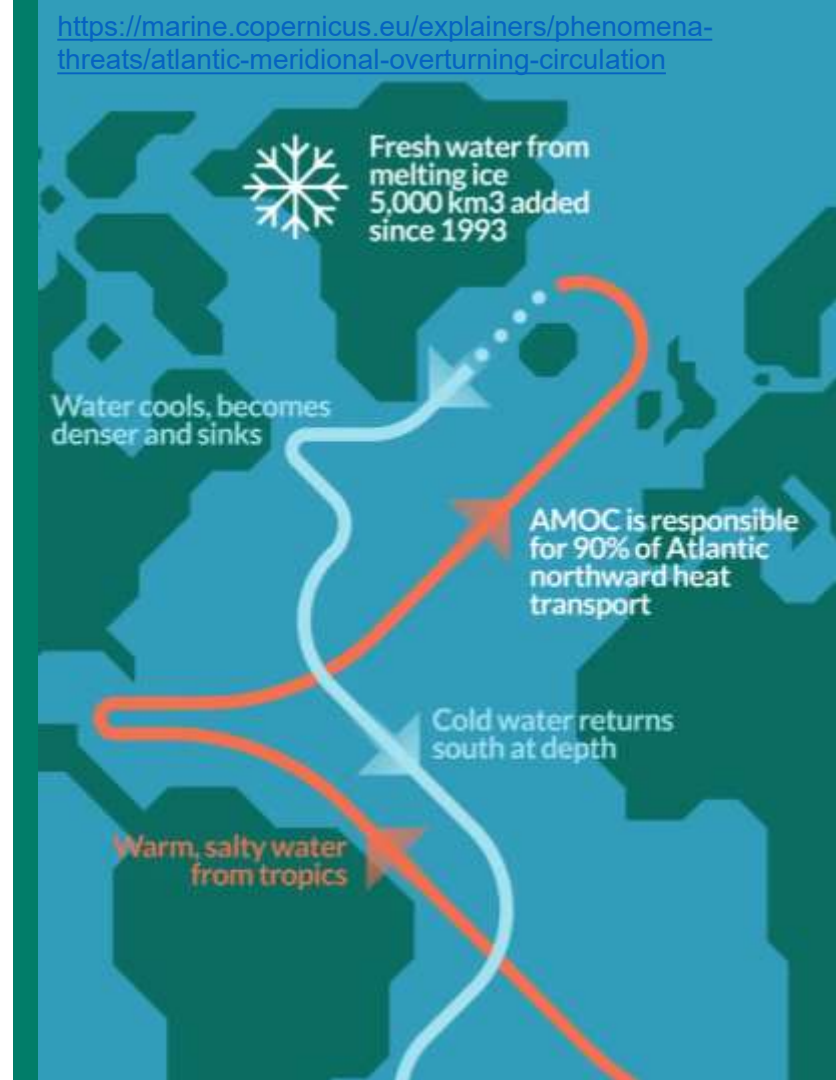 https://marine.copernicus.eu/explainers/phenomena-
threats/atlantic-meridional-overturning-circulation
Fresh water from
melting ice
5,000 km3 added
since 1993
Water cools, becomes
denser and sinks
AMOC is responsible
for 90% of Atlantic
northward heat
transport
Cold water returns
south at depth
Warm, salty water
from tropics